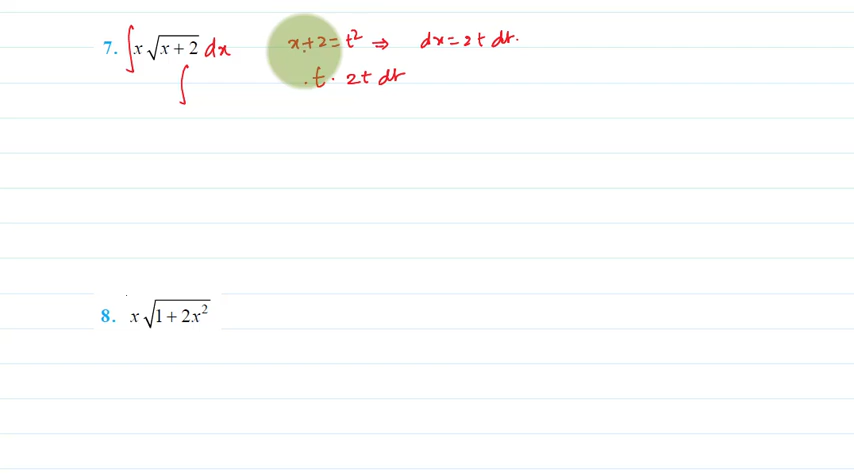 7. ∫ x √(x + 2) dx x+2 = t² ⇒ dx = 2t dt.
∫ . t . 2t dt
8. x √(1 + 2x²)